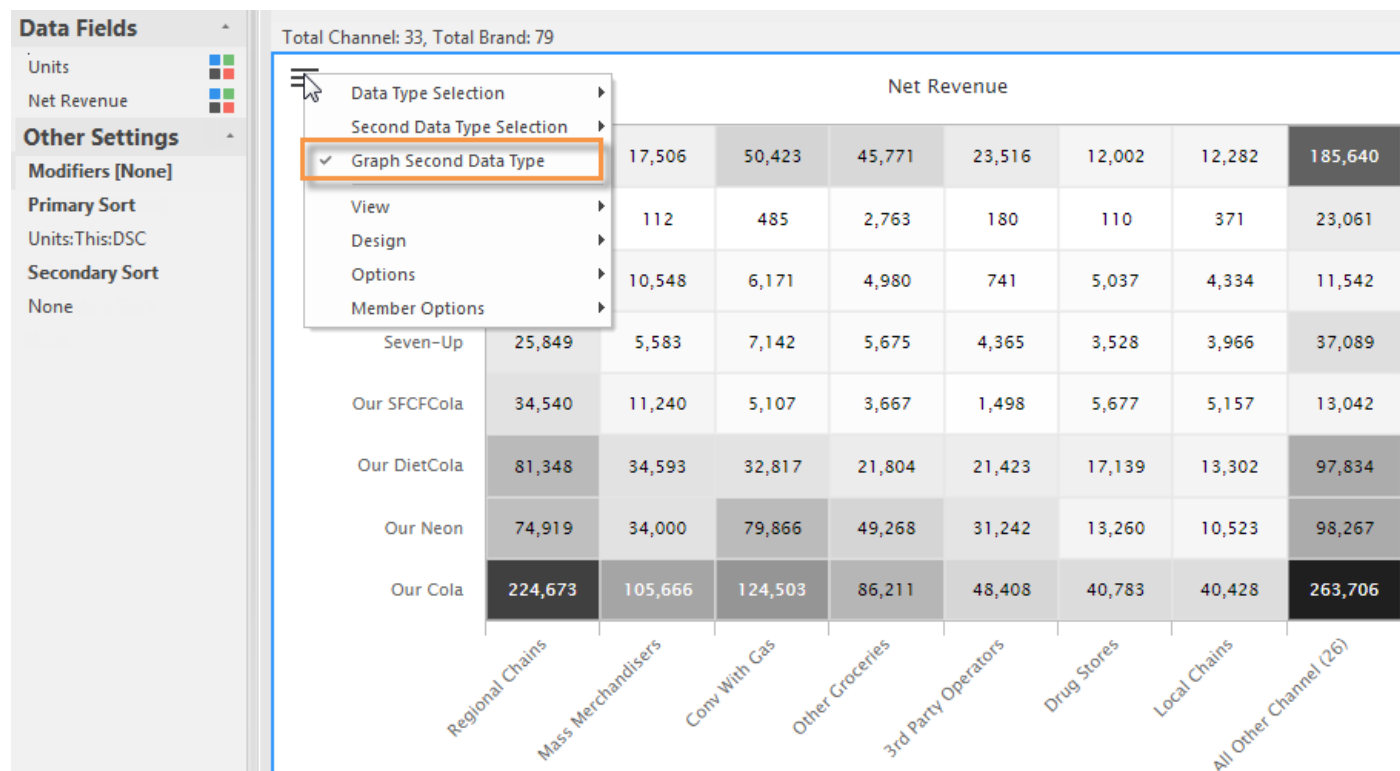 Data Fields
Units
Net Revenue
Other Settings
Modifiers [None]
Primary Sort
Units:This:DSC
Secondary Sort
None
Total Channel: 33, Total Brand: 79
Net Revenue
Data Type Selection
Second Data Type Selection
Graph Second Data Type
View
Design
Options
Member Options
17,506 50,423 45,771 23,516 12,002 12,282 185,640
112 485 2,763 180 110 371 23,061
10,548 6,171 4,980 741 5,037 4,334 11,542
Seven-Up 25,849 5,583 7,142 5,675 4,365 3,528 3,966 37,089
Our SFCFCola 34,540 11,240 5,107 3,667 1,498 5,677 5,157 13,042
Our DietCola 81,348 34,593 32,817 21,804 21,423 17,139 13,302 97,834
Our Neon 74,919 34,000 79,866 49,268 31,242 13,260 10,523 98,267
Our Cola 224,673 105,666 124,503 86,211 48,408 40,783 40,428 263,706
Regional Chains
Mass Merchandisers
Conv With Gas
Other Groceries
3rd Party Operators
Drug Stores
Local Chains
All Other Channel (26)